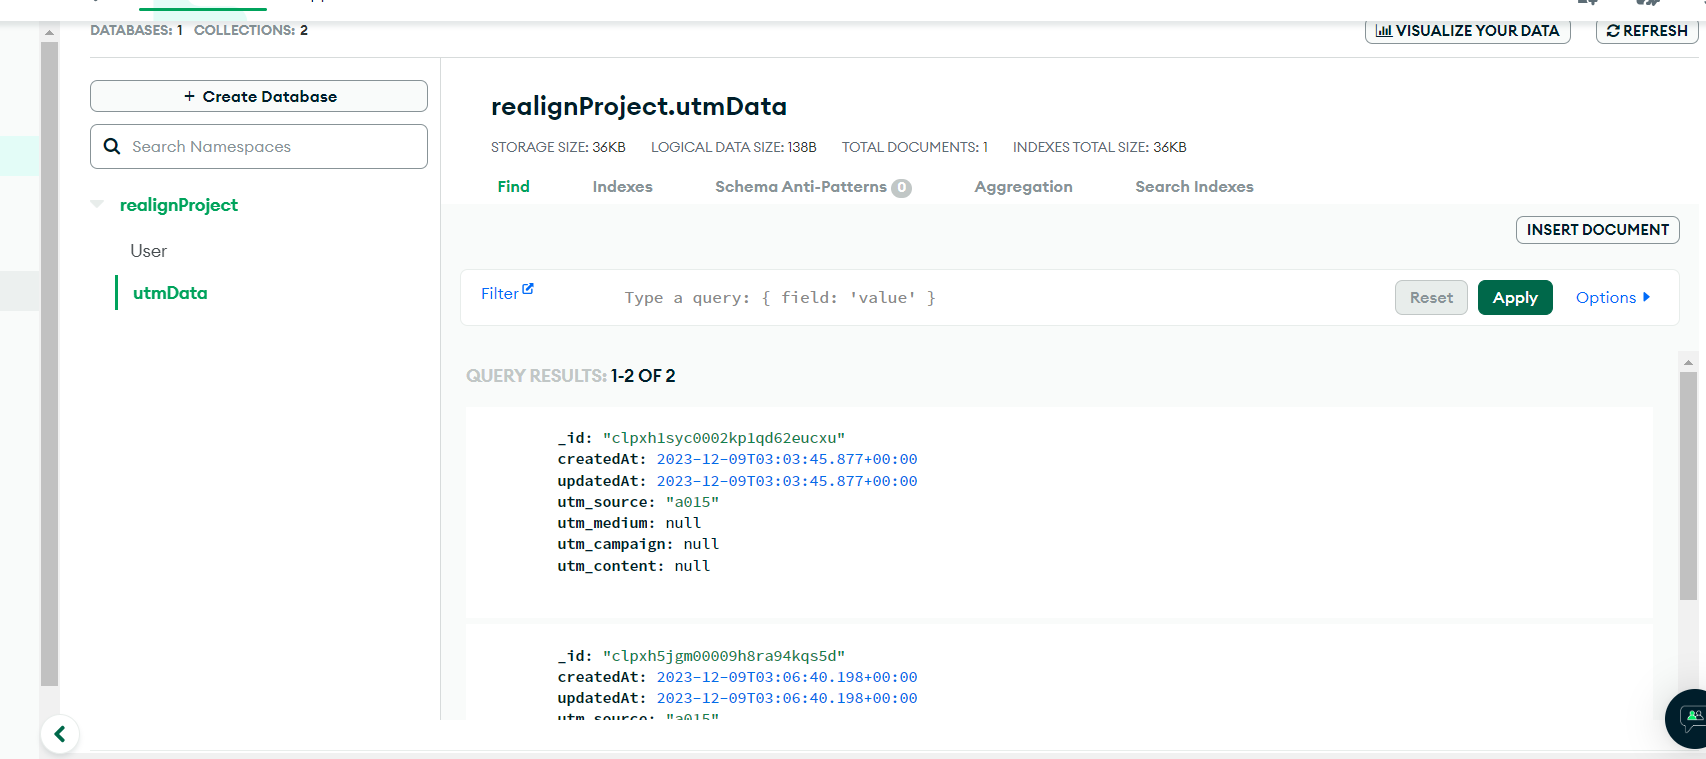 DATABASES: 1 COLLECTIONS: 2
VISUALIZE YOUR DATA
REFRESH
+ Create Database
Search Namespaces
realignProject
User
utmData
realignProject.utmData
STORAGE SIZE: 36KB LOGICAL DATA SIZE: 138B TOTAL DOCUMENTS: 1 INDEXES TOTAL SIZE: 36KB
Find Indexes Schema Anti-Patterns 0 Aggregation Search Indexes
INSERT DOCUMENT
Filter Type a query: { field: 'value' } Reset Apply Options
QUERY RESULTS: 1-2 OF 2
_id: "clpxh1syc0002kp1qd62eucxu"
createdAt: 2023-12-09T03:03:45.877+00:00
updatedAt: 2023-12-09T03:03:45.877+00:00
utm_source: "a015"
utm_medium: null
utm_campaign: null
utm_content: null
_id: "clpxh5jgm00009h8ra94kqs5d"
createdAt: 2023-12-09T03:06:40.198+00:00
updatedAt: 2023-12-09T03:06:40.198+00:00
utm_source: "a015"